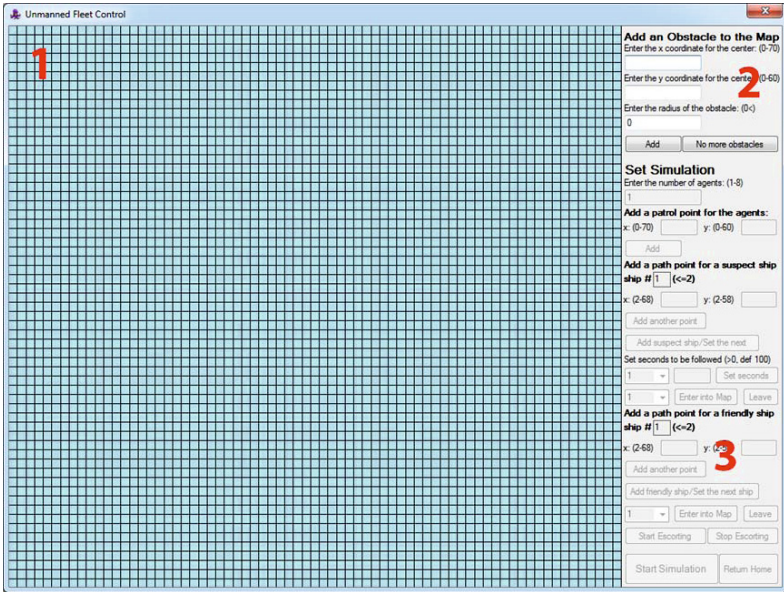 Unmanned Fleet Control
1
Add an Obstacle to the Map
Enter the x coordinate for the center: (0-70)
2
Enter the y coordinate for the center: (0-60)
Enter the radius of the obstacle: (0<)
0
Add No more obstacles
Set Simulation
Enter the number of agents: (1-8)
1
Add a patrol point for the agents:
x: (0-70) y: (0-60)
Add
Add a path point for a suspect ship
ship # 1 (<=2)
x: (2-68) y: (2-58)
Add another point
Add suspect ship/Set the next
Set seconds to be followed (>0, def 100)
1 Set seconds
1 Enter into Map Leave
Add a path point for a friendly ship
ship # 1 (<=2)
x: (2-68) y:
3
Add another point
Add friendly ship/Set the next ship
1 Enter into Map Leave
Start Escorting Stop Escorting
Start Simulation Return Home